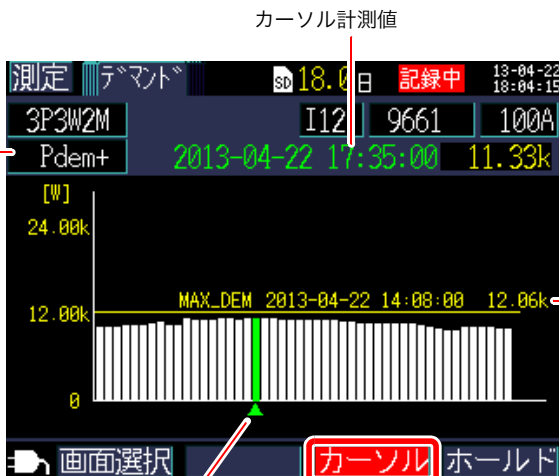 カーソル計測値
測定 デマンド SD 18.0日 記録中 13-04-22
18:04:15
3P3W2M I12 9661 100A
Pdem+ 2013-04-22 17:35:00 11.33k
[W]
24.00k
MAX_DEM 2013-04-22 14:08:00 12.06k
12.00k
0
画面選択 カーソル ホールド